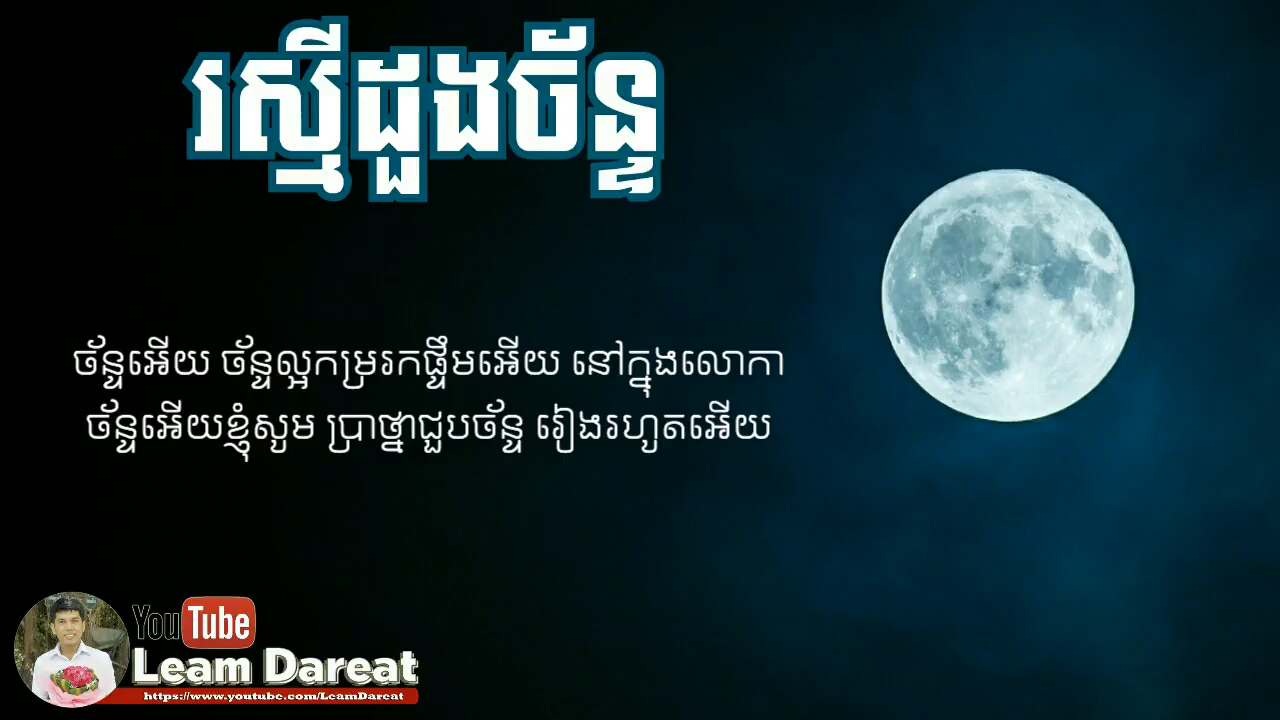 រស្មីដួងច័ន្ទ
ច័ន្ទអើយ ច័ន្ទល្អកម្ររកផ្ទឹមអើយ នៅក្នុងលោកា
ច័ន្ទអើយខ្ញុំសូម ប្រាថ្នាជួបច័ន្ទ រៀងរហូតអើយ
YouTube
Leam Dareat
https://www.youtube.com/LeamDareat